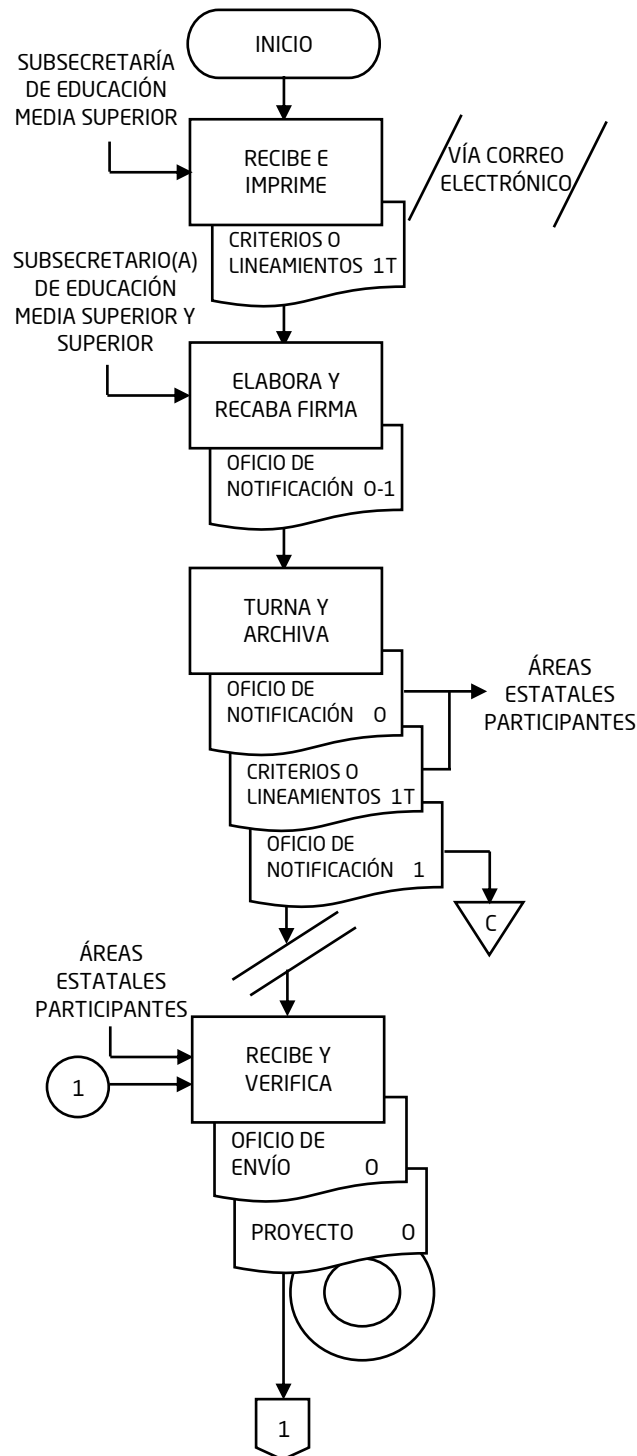 INICIO
SUBSECRETARÍA
DE EDUCACIÓN
MEDIA SUPERIOR
RECIBE E
IMPRIME
VÍA CORREO
ELECTRÓNICO
CRITERIOS O
LINEAMIENTOS 1T
SUBSECRETARIO(A)
DE EDUCACIÓN
MEDIA SUPERIOR Y
SUPERIOR
ELABORA Y
RECABA FIRMA
OFICIO DE
NOTIFICACIÓN O-1
TURNA Y
ARCHIVA
OFICIO DE
NOTIFICACIÓN O
ÁREAS
ESTATALES
PARTICIPANTES
CRITERIOS O
LINEAMIENTOS 1T
OFICIO DE
NOTIFICACIÓN 1
C
ÁREAS
ESTATALES
PARTICIPANTES
1
RECIBE Y
VERIFICA
OFICIO DE
ENVÍO O
PROYECTO O
1